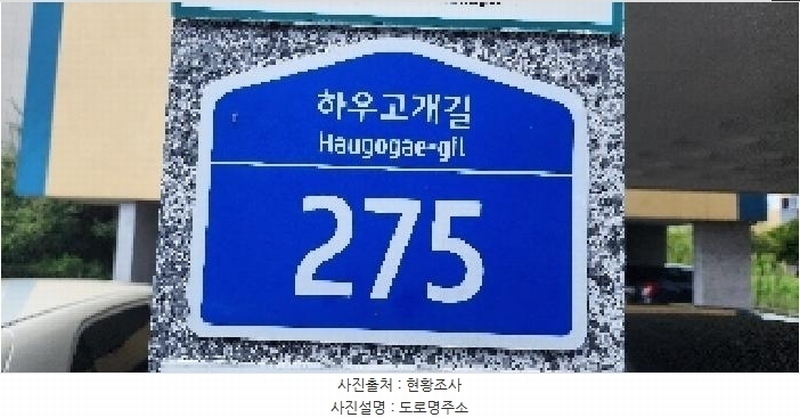 하우고개길
Haugogae-gil
275
사진출처 : 현황조사
사진설명 : 도로명주소